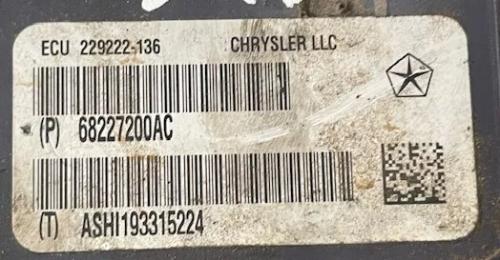 ECU 229222-136 CHRYSLER LLC
(P) 68227200AC
(T) ASHI193315224